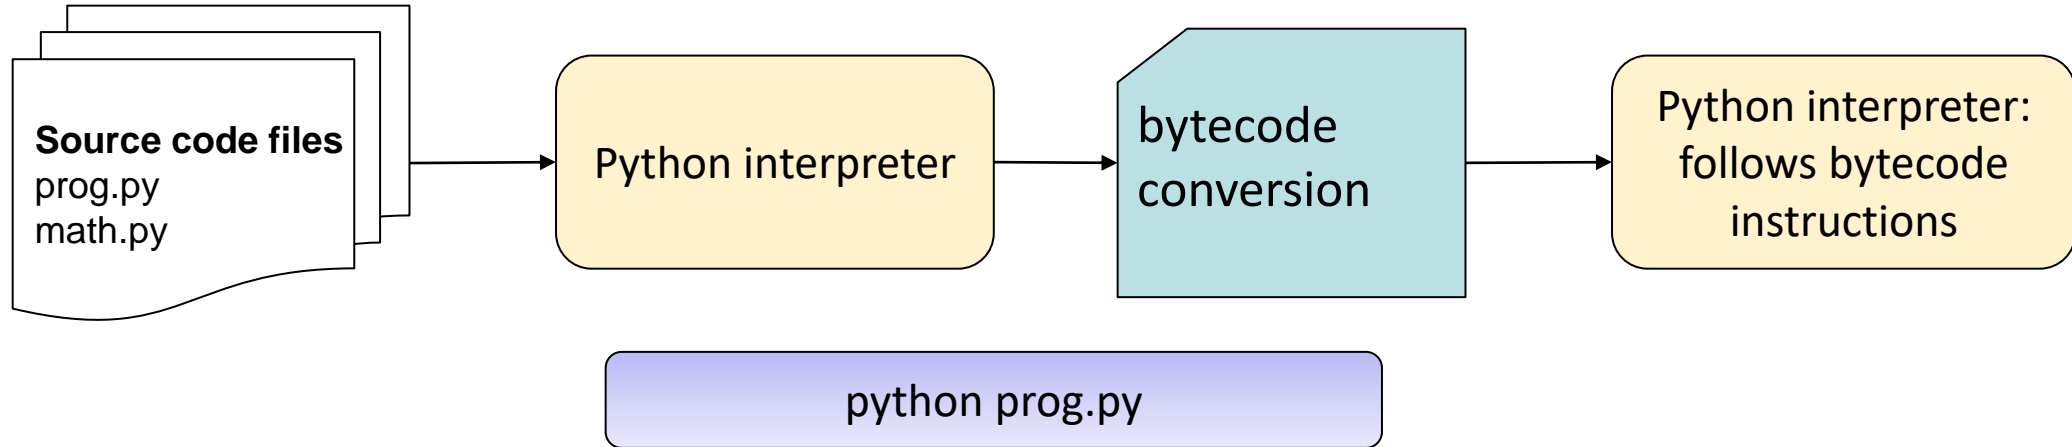 Source code files
prog.py
math.py
Python interpreter
bytecode
conversion
Python interpreter:
follows bytecode
instructions
python prog.py